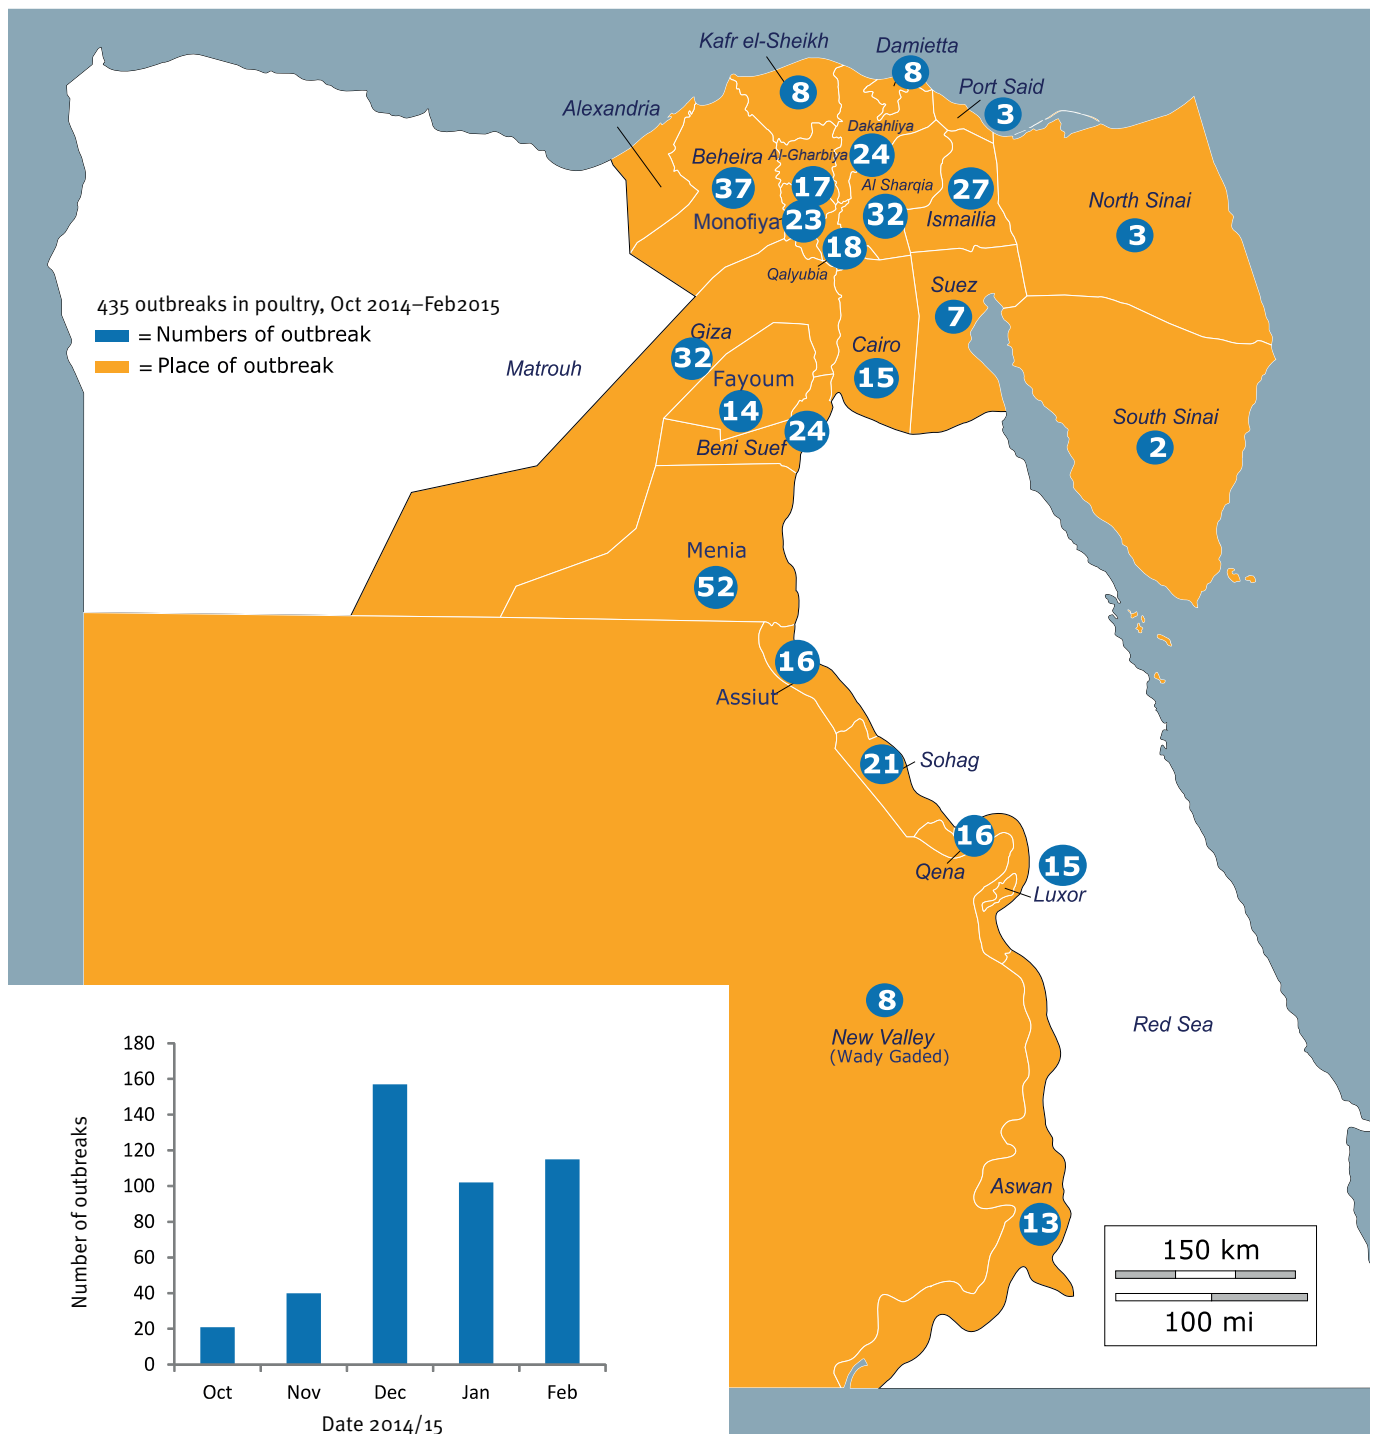 Kafr el-Sheikh
8
Damietta
8
Port Said
3
Alexandria
Dakahliya
24
Beheira
37
Al-Gharbiya
17
Al Sharqia
32
27
Ismailia
North Sinai
3
Monofiya
23
18
Qalyubia
435 outbreaks in poultry, Oct 2014–Feb2015
= Numbers of outbreak
= Place of outbreak
Suez
7
Giza
32
Matrouh
Cairo
15
Fayoum
14
South Sinai
2
Beni Suef
24
Menia
52
16
Assiut
21
Sohag
16
Qena
15
Luxor
8
New Valley
(Wady Gaded)
Red Sea
Aswan
13
150 km
100 mi
Number of outbreaks
180
160
140
120
100
80
60
40
20
0
Oct Nov Dec Jan Feb
Date 2014/15